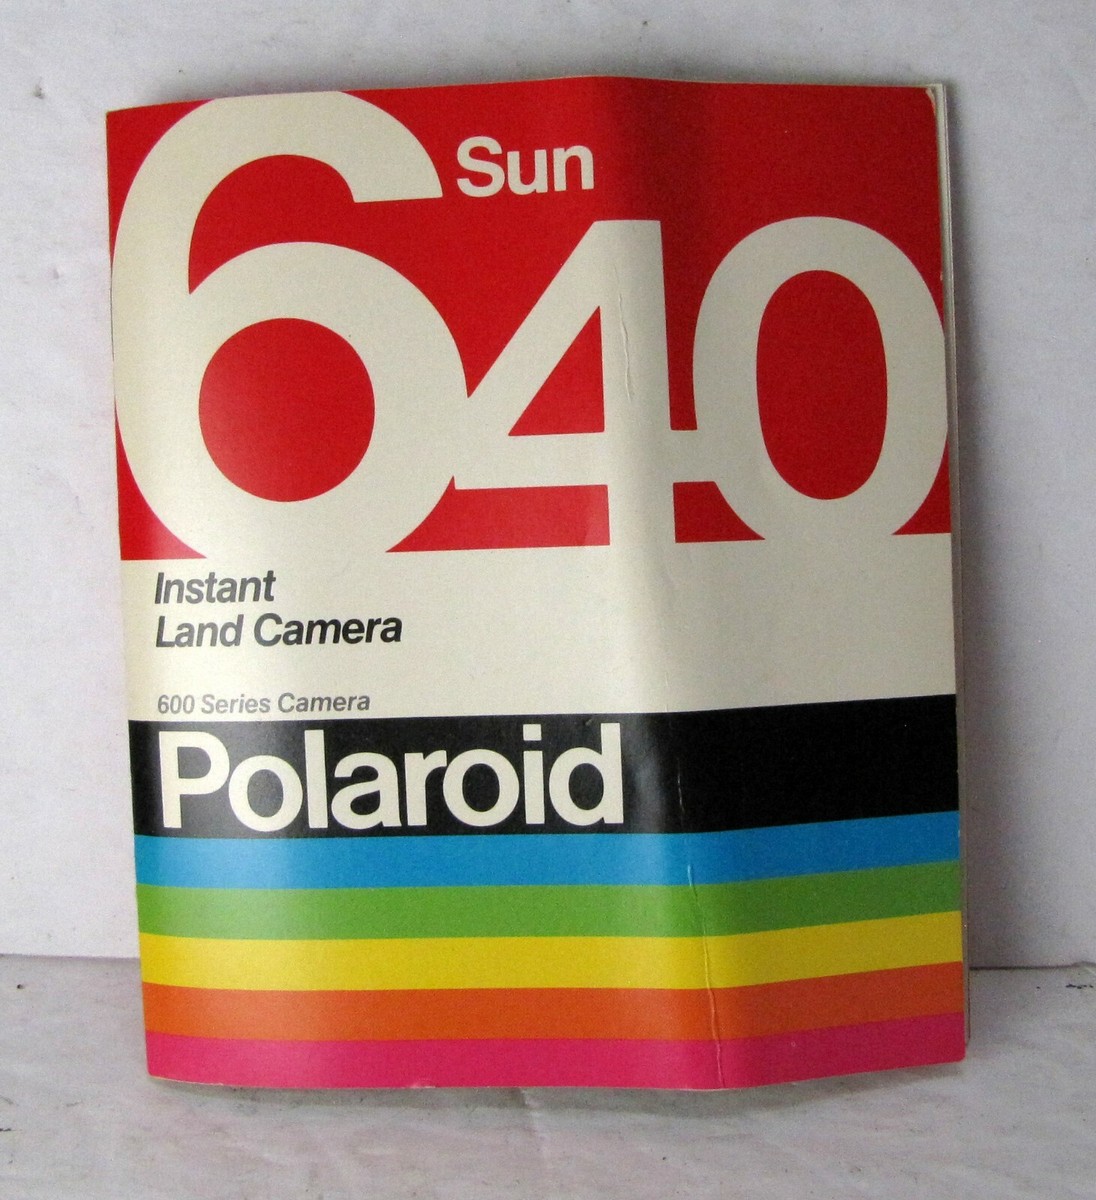 Sun
640
Instant
Land Camera
600 Series Camera
Polaroid